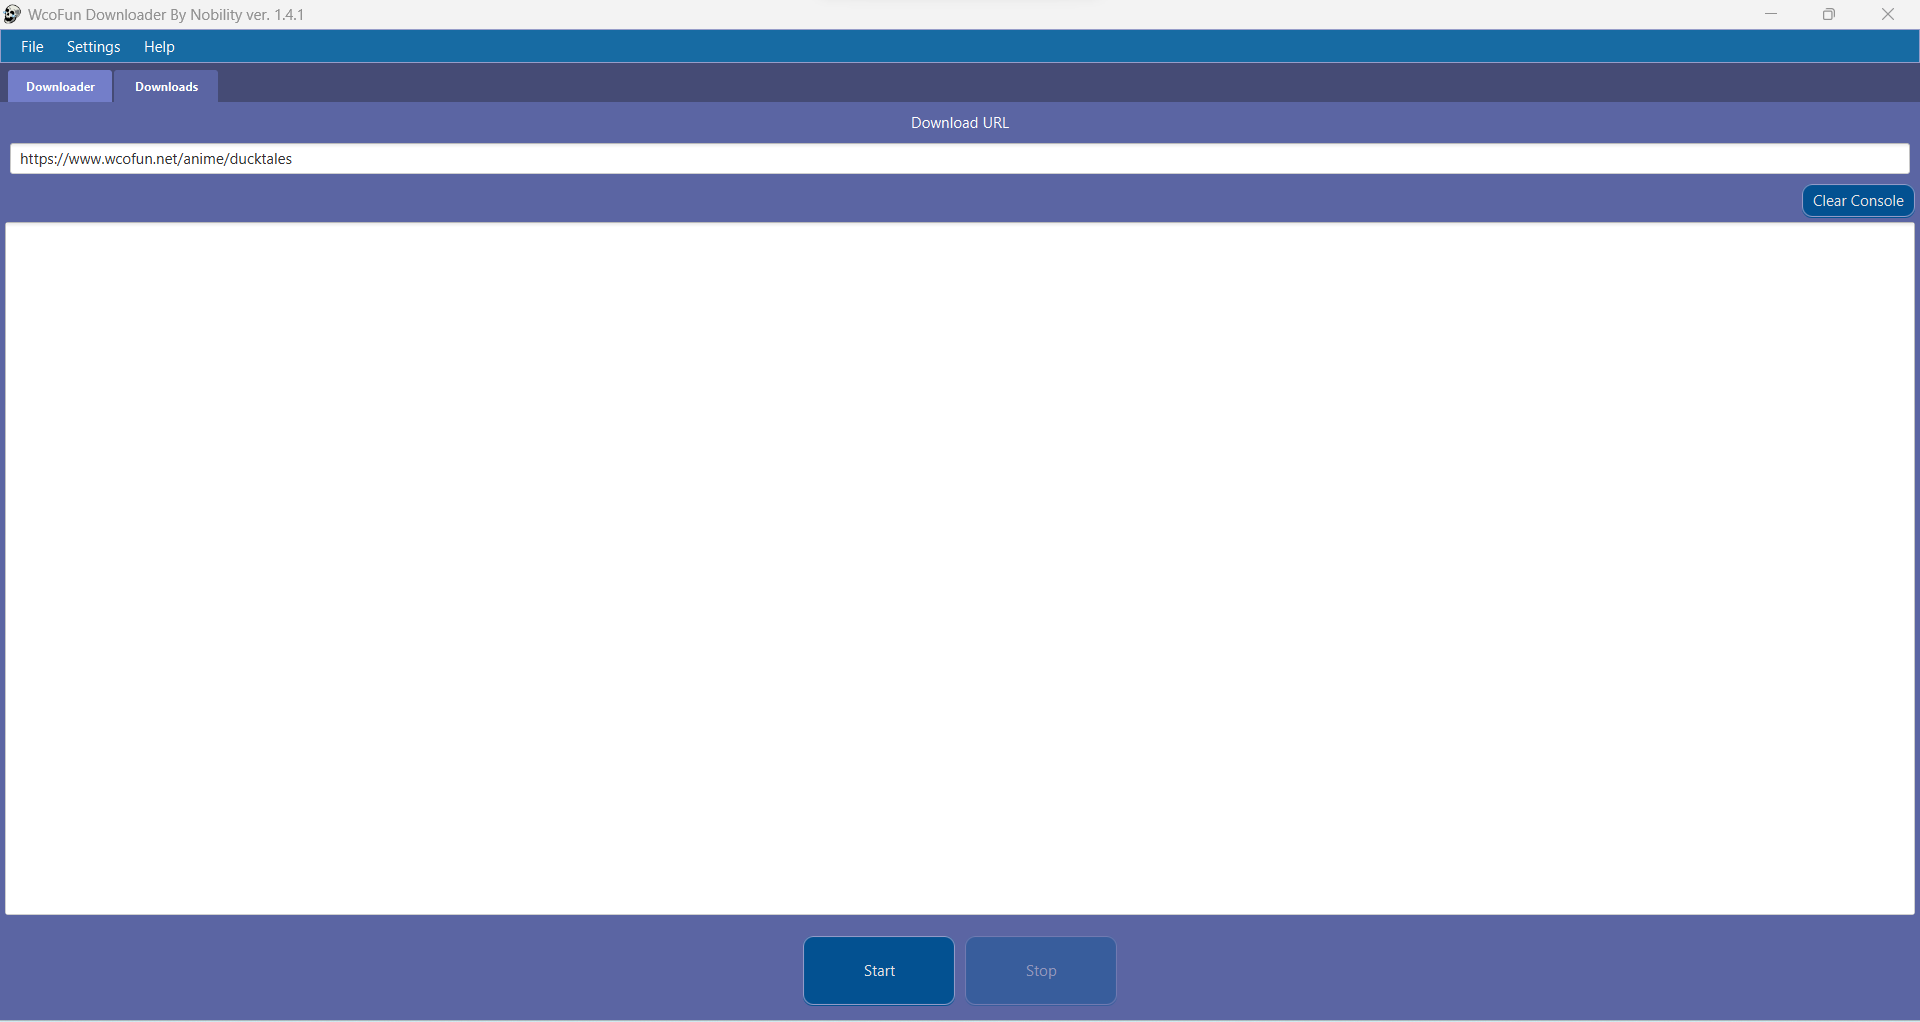 WcoFun Downloader By Nobility ver. 1.4.1
File Settings Help
Downloader Downloads
Download URL
https://www.wcofun.net/anime/ducktales
Clear Console
Start Stop